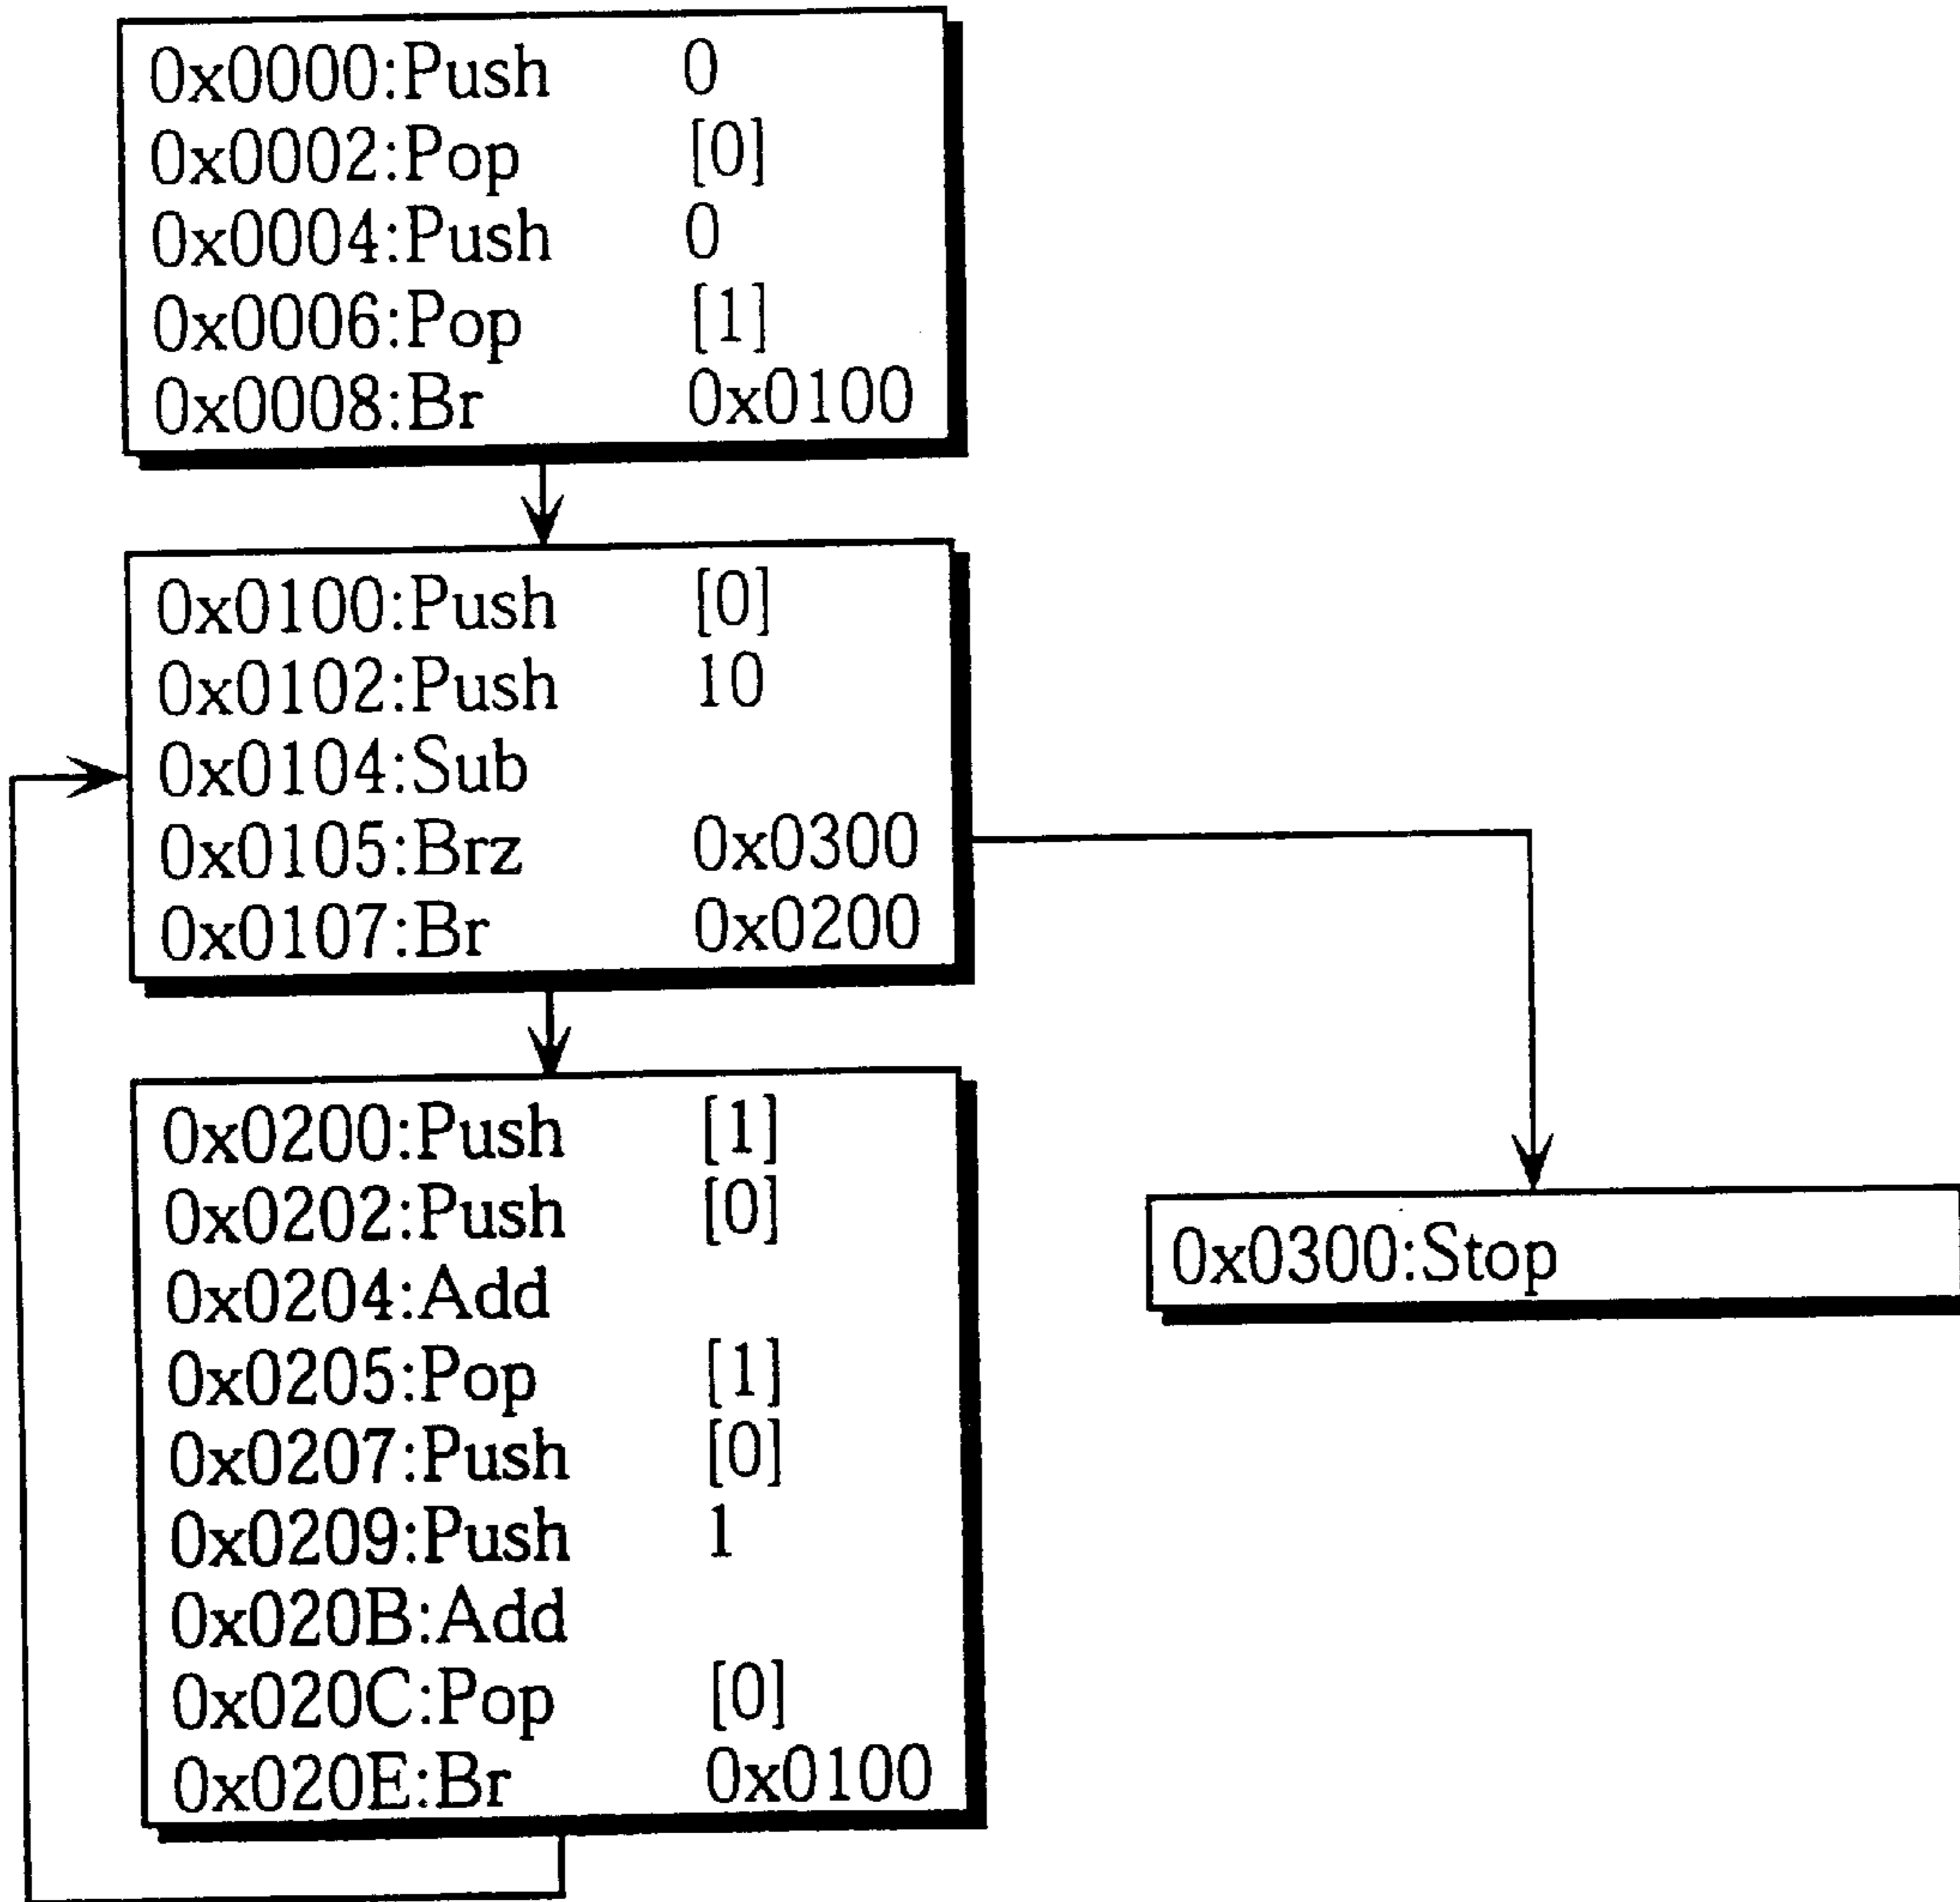 0x0000:Push 0
0x0002:Pop [0]
0x0004:Push 0
0x0006:Pop [1]
0x0008:Br 0x0100
0x0100:Push [0]
0x0102:Push 10
0x0104:Sub
0x0105:Brz 0x0300
0x0107:Br 0x0200
0x0200:Push [1]
0x0202:Push [0]
0x0204:Add
0x0205:Pop [1]
0x0207:Push [0]
0x0209:Push 1
0x020B:Add
0x020C:Pop [0]
0x020E:Br 0x0100
0x0300:Stop